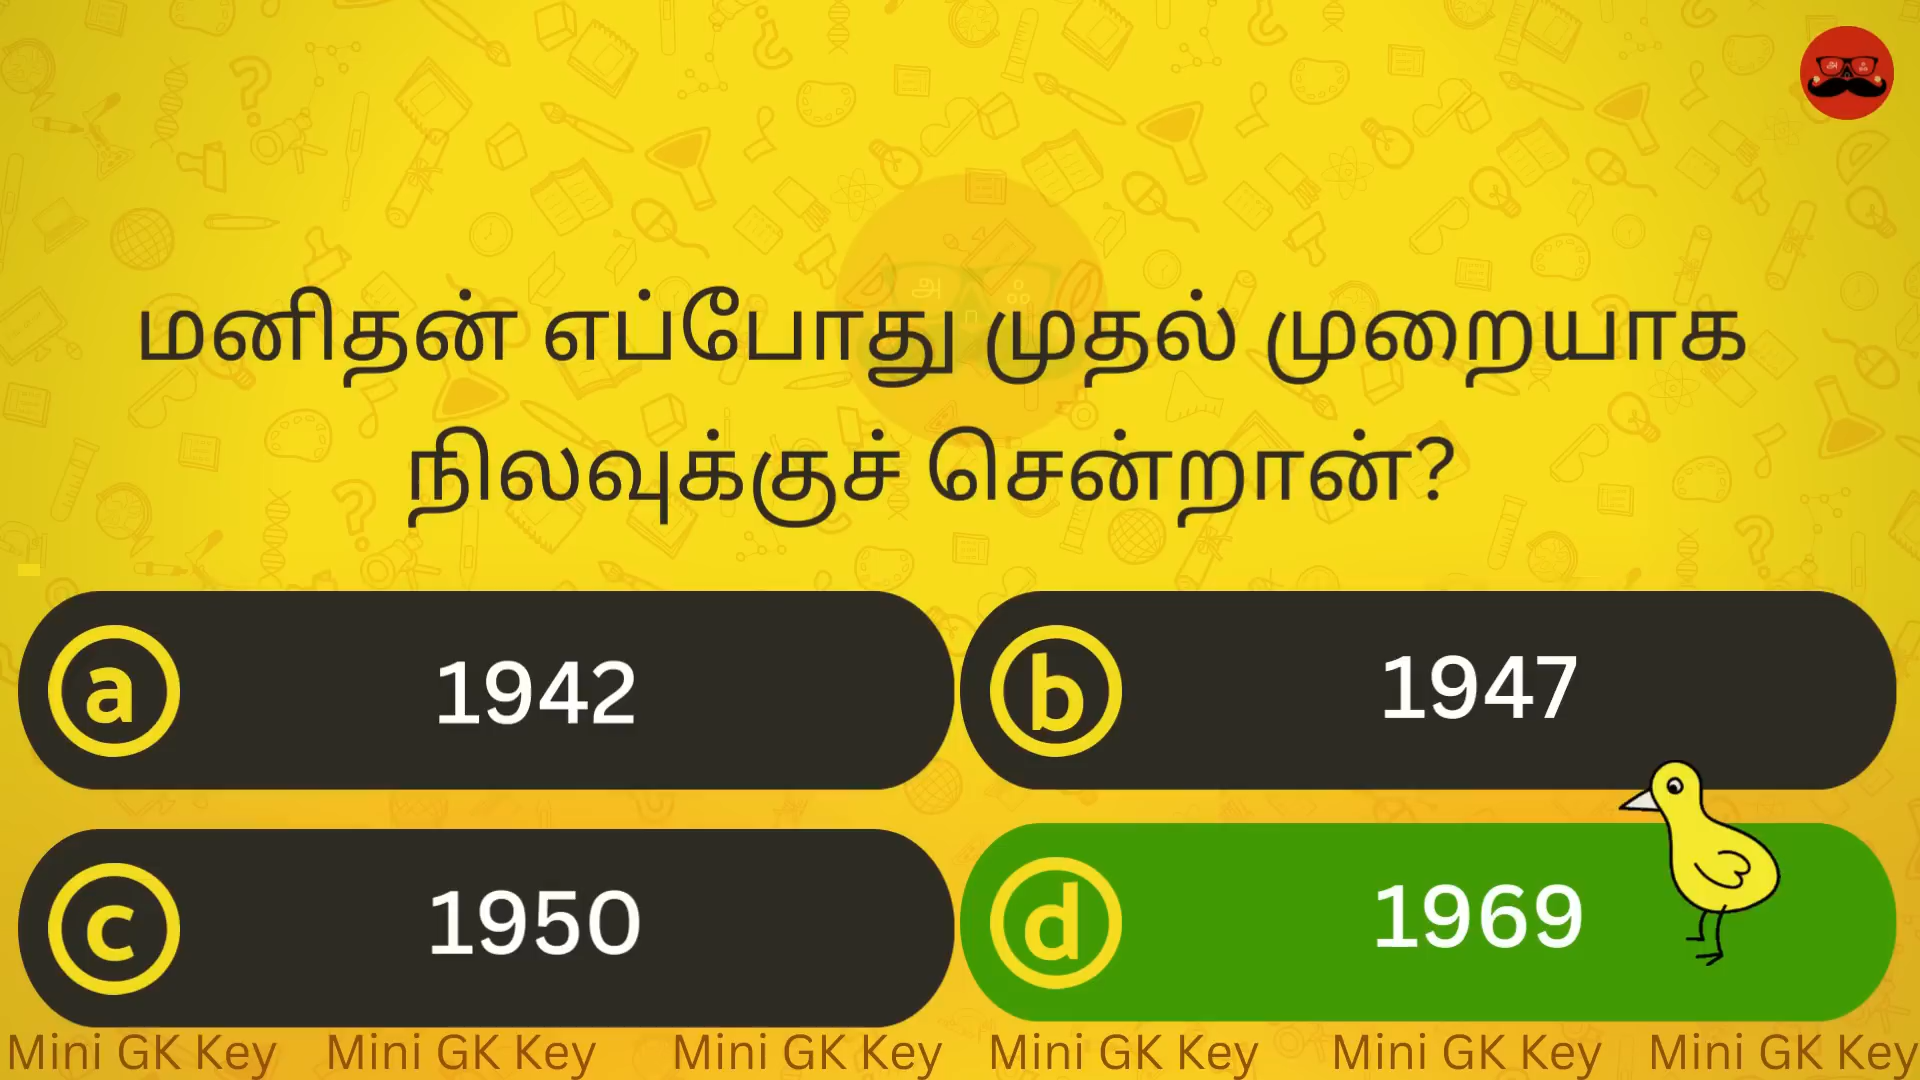 மனிதன் எப்போது முதல் முறையாக
நிலவுக்குச் சென்றான்?
a 1942
b 1947
c 1950
d 1969
Mini GK Key Mini GK Key Mini GK Key Mini GK Key Mini GK Key Mini GK Key